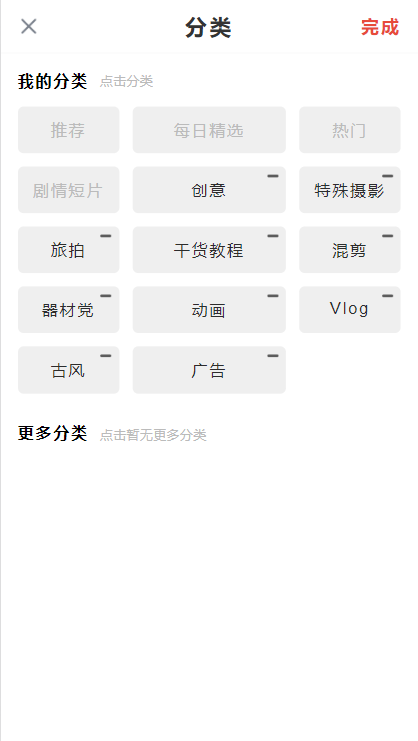 分类 完成
我的分类 点击分类
推荐 每日精选 热门
剧情短片 创意 特殊摄影
旅拍 干货教程 混剪
器材党 动画 Vlog
古风 广告
更多分类 点击暂无更多分类